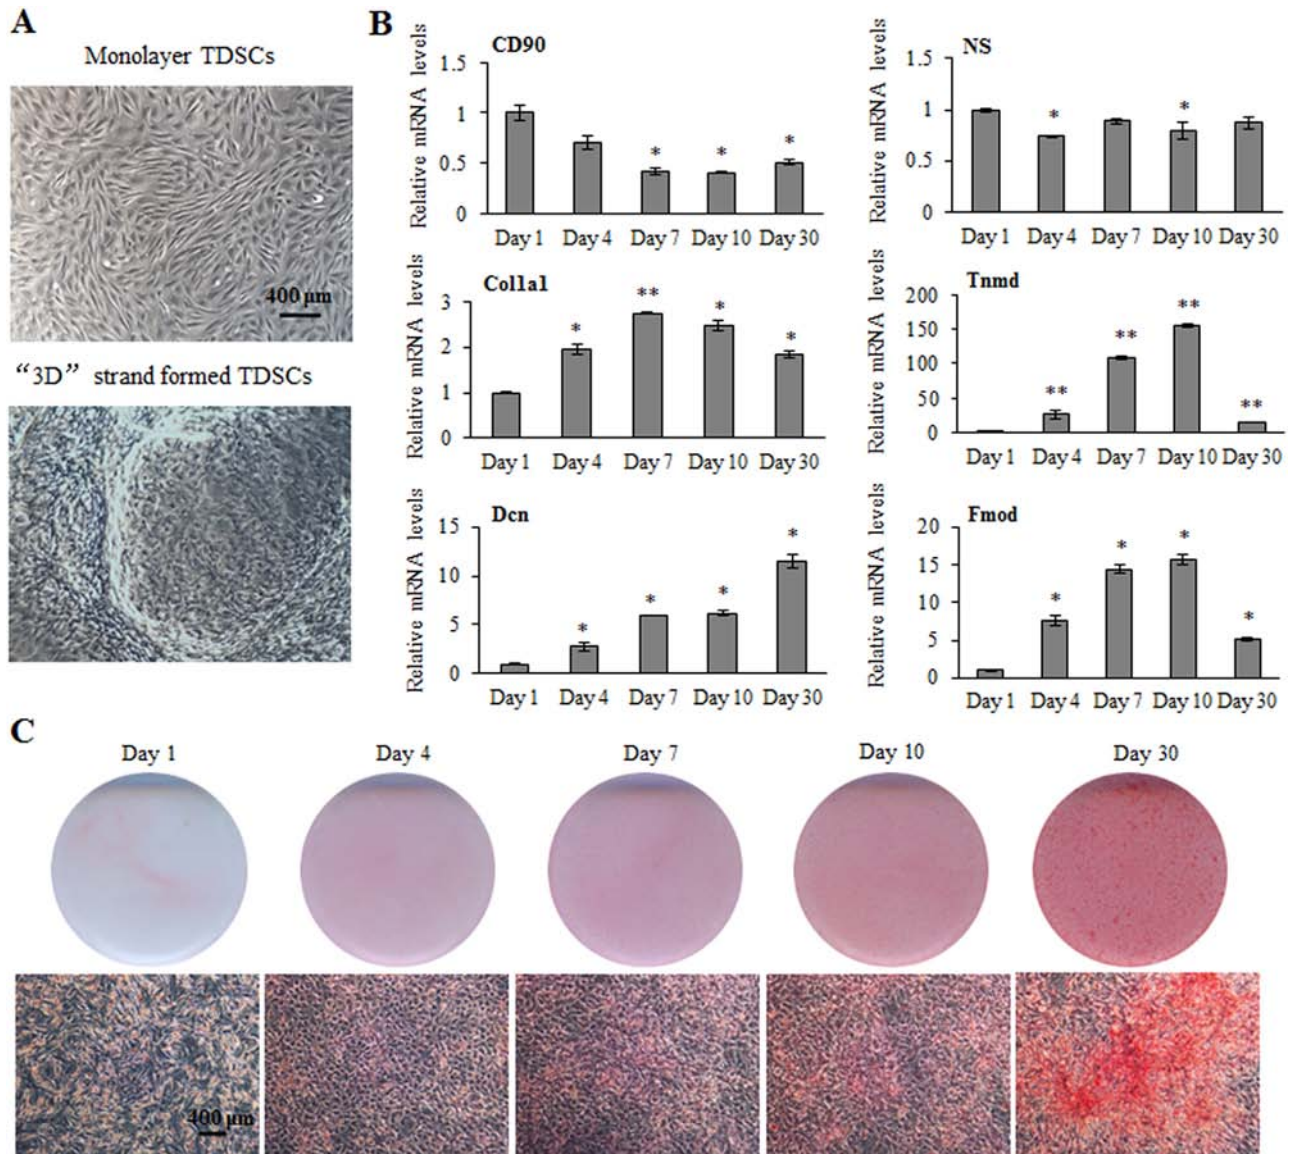 A
Monolayer TDSCs
400 μm
“3D” strand formed TDSCs
B
CD90
Relative mRNA levels
1.5
1
0.5
0
*
*
*
Day 1 Day 4 Day 7 Day 10 Day 30
NS
Relative mRNA levels
1.5
1
0.5
0
*
*
Day 1 Day 4 Day 7 Day 10 Day 30
Col1a1
Relative mRNA levels
3
2
1
0
*
**
*
*
Day 1 Day 4 Day 7 Day 10 Day 30
Tnmd
Relative mRNA levels
200
150
100
50
0
**
**
**
**
Day 1 Day 4 Day 7 Day 10 Day 30
Dcn
Relative mRNA levels
15
10
5
0
*
*
*
*
Day 1 Day 4 Day 7 Day 10 Day 30
Fmod
Relative mRNA levels
20
15
10
5
0
*
*
*
*
Day 1 Day 4 Day 7 Day 10 Day 30
C
Day 1 Day 4 Day 7 Day 10 Day 30
400 μm